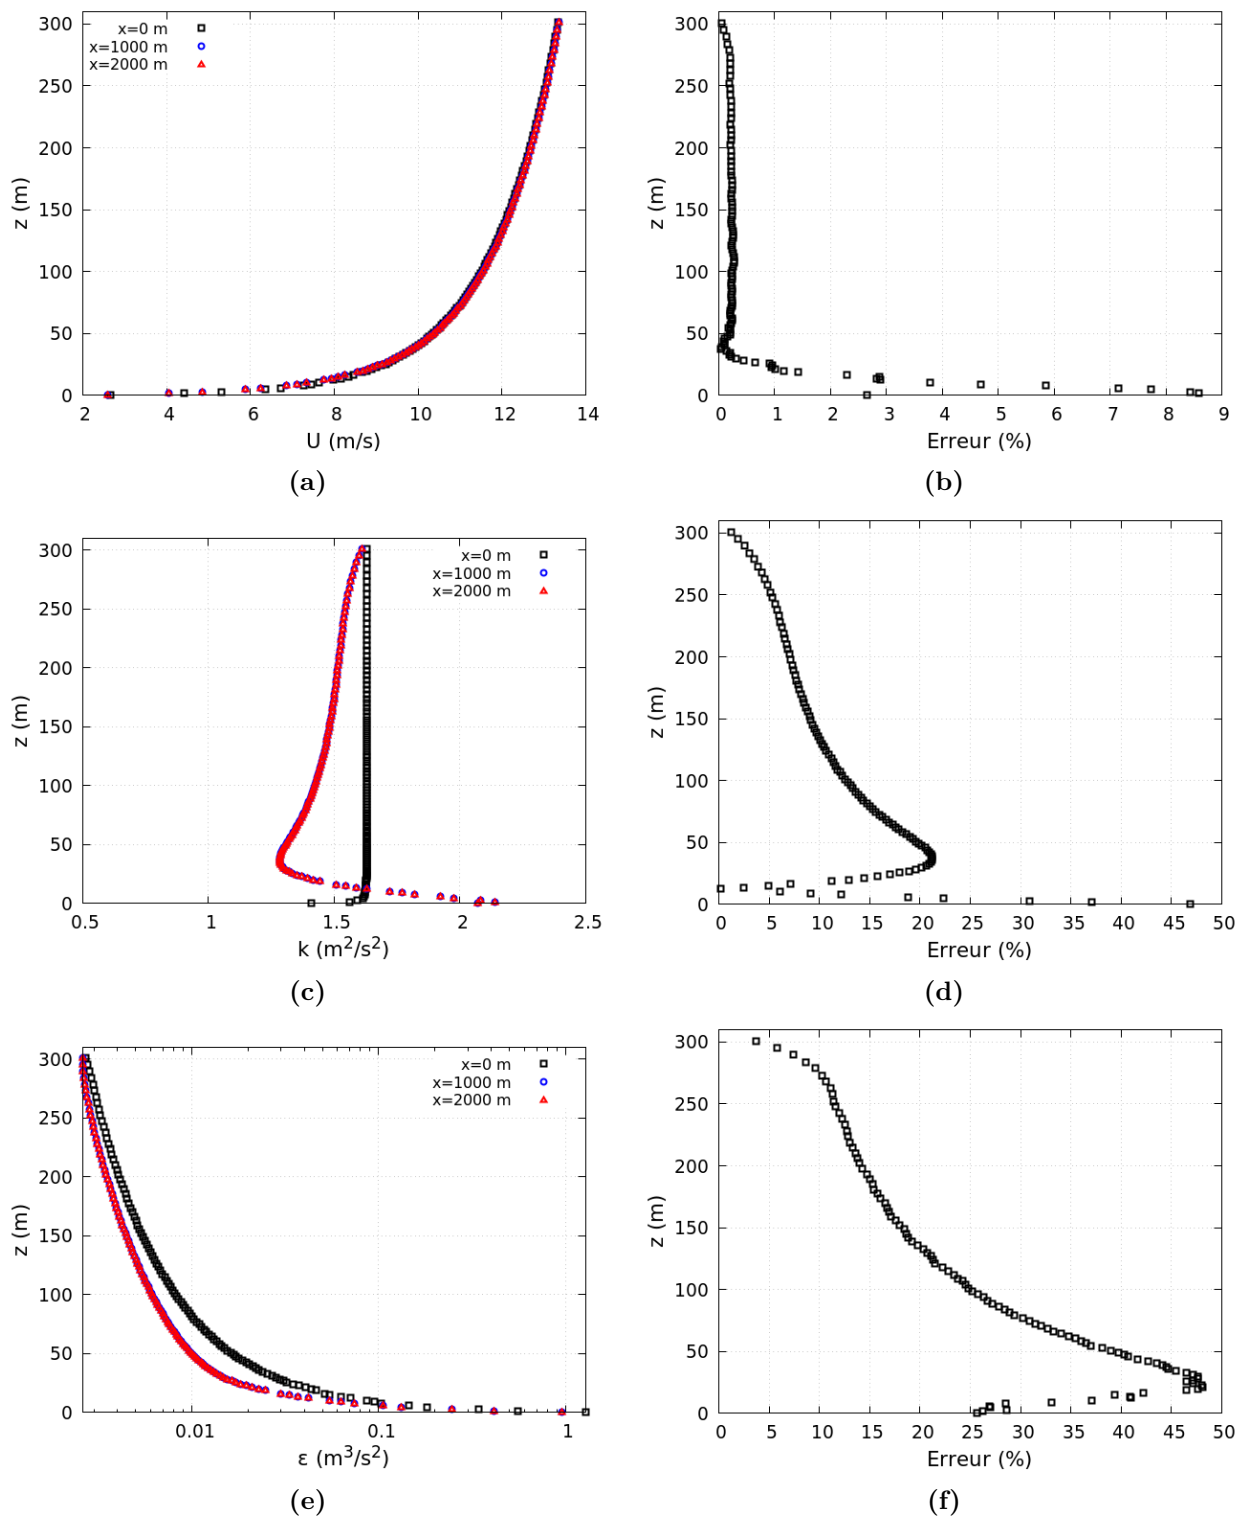 300
250
200
150
100
50
0
z (m)
x=0 m
x=1000 m
x=2000 m
2 4 6 8 10 12 14
U (m/s)
(a)
300
250
200
150
100
50
0
z (m)
0 1 2 3 4 5 6 7 8 9
Erreur (%)
(b)
300
250
200
150
100
50
0
z (m)
x=0 m
x=1000 m
x=2000 m
0.5 1 1.5 2 2.5
k (m²/s²)
(c)
300
250
200
150
100
50
0
z (m)
0 5 10 15 20 25 30 35 40 45 50
Erreur (%)
(d)
300
250
200
150
100
50
0
z (m)
x=0 m
x=1000 m
x=2000 m
0.01 0.1 1
ε (m³/s²)
(e)
300
250
200
150
100
50
0
z (m)
0 5 10 15 20 25 30 35 40 45 50
Erreur (%)
(f)